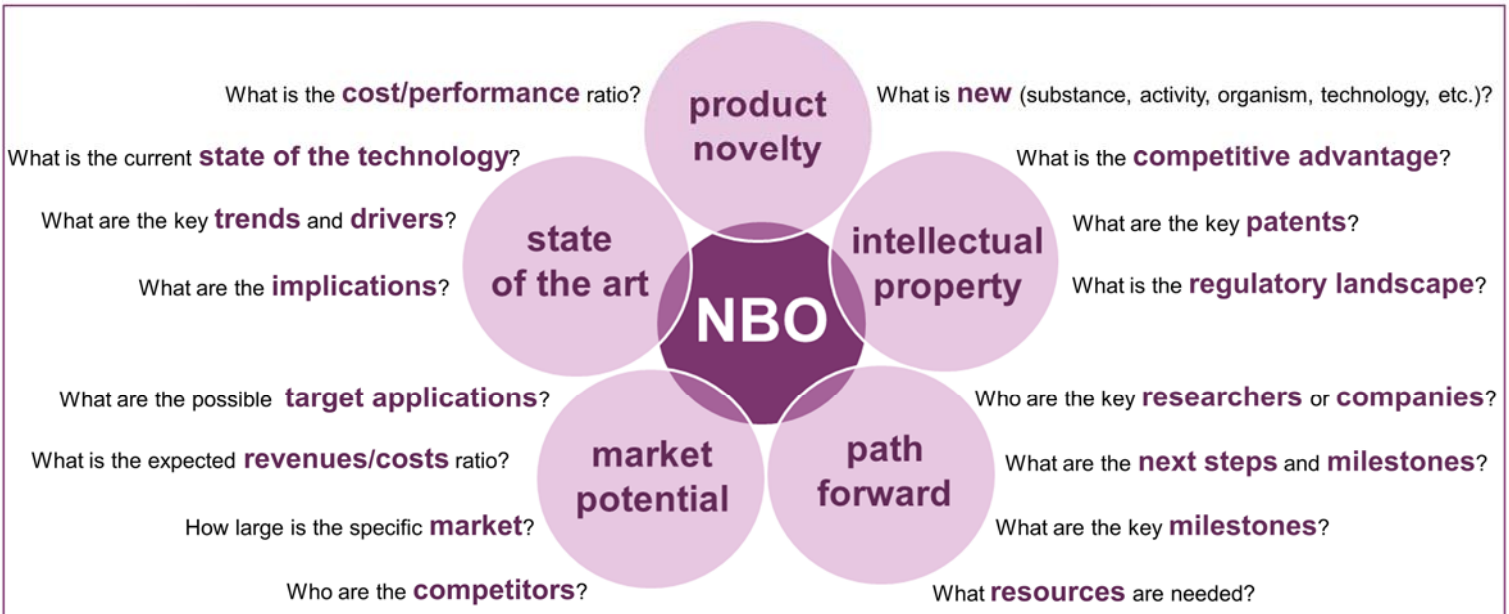 What is the cost/performance ratio?
product
novelty
What is new (substance, activity, organism, technology, etc.)?
What is the current state of the technology?
What is the competitive advantage?
What are the key trends and drivers?
state
of the art
intellectual
property
What are the key patents?
What are the implications?
What is the regulatory landscape?
NBO
What are the possible target applications?
Who are the key researchers or companies?
What is the expected revenues/costs ratio?
market
potential
path
forward
What are the next steps and milestones?
How large is the specific market?
What are the key milestones?
Who are the competitors?
What resources are needed?